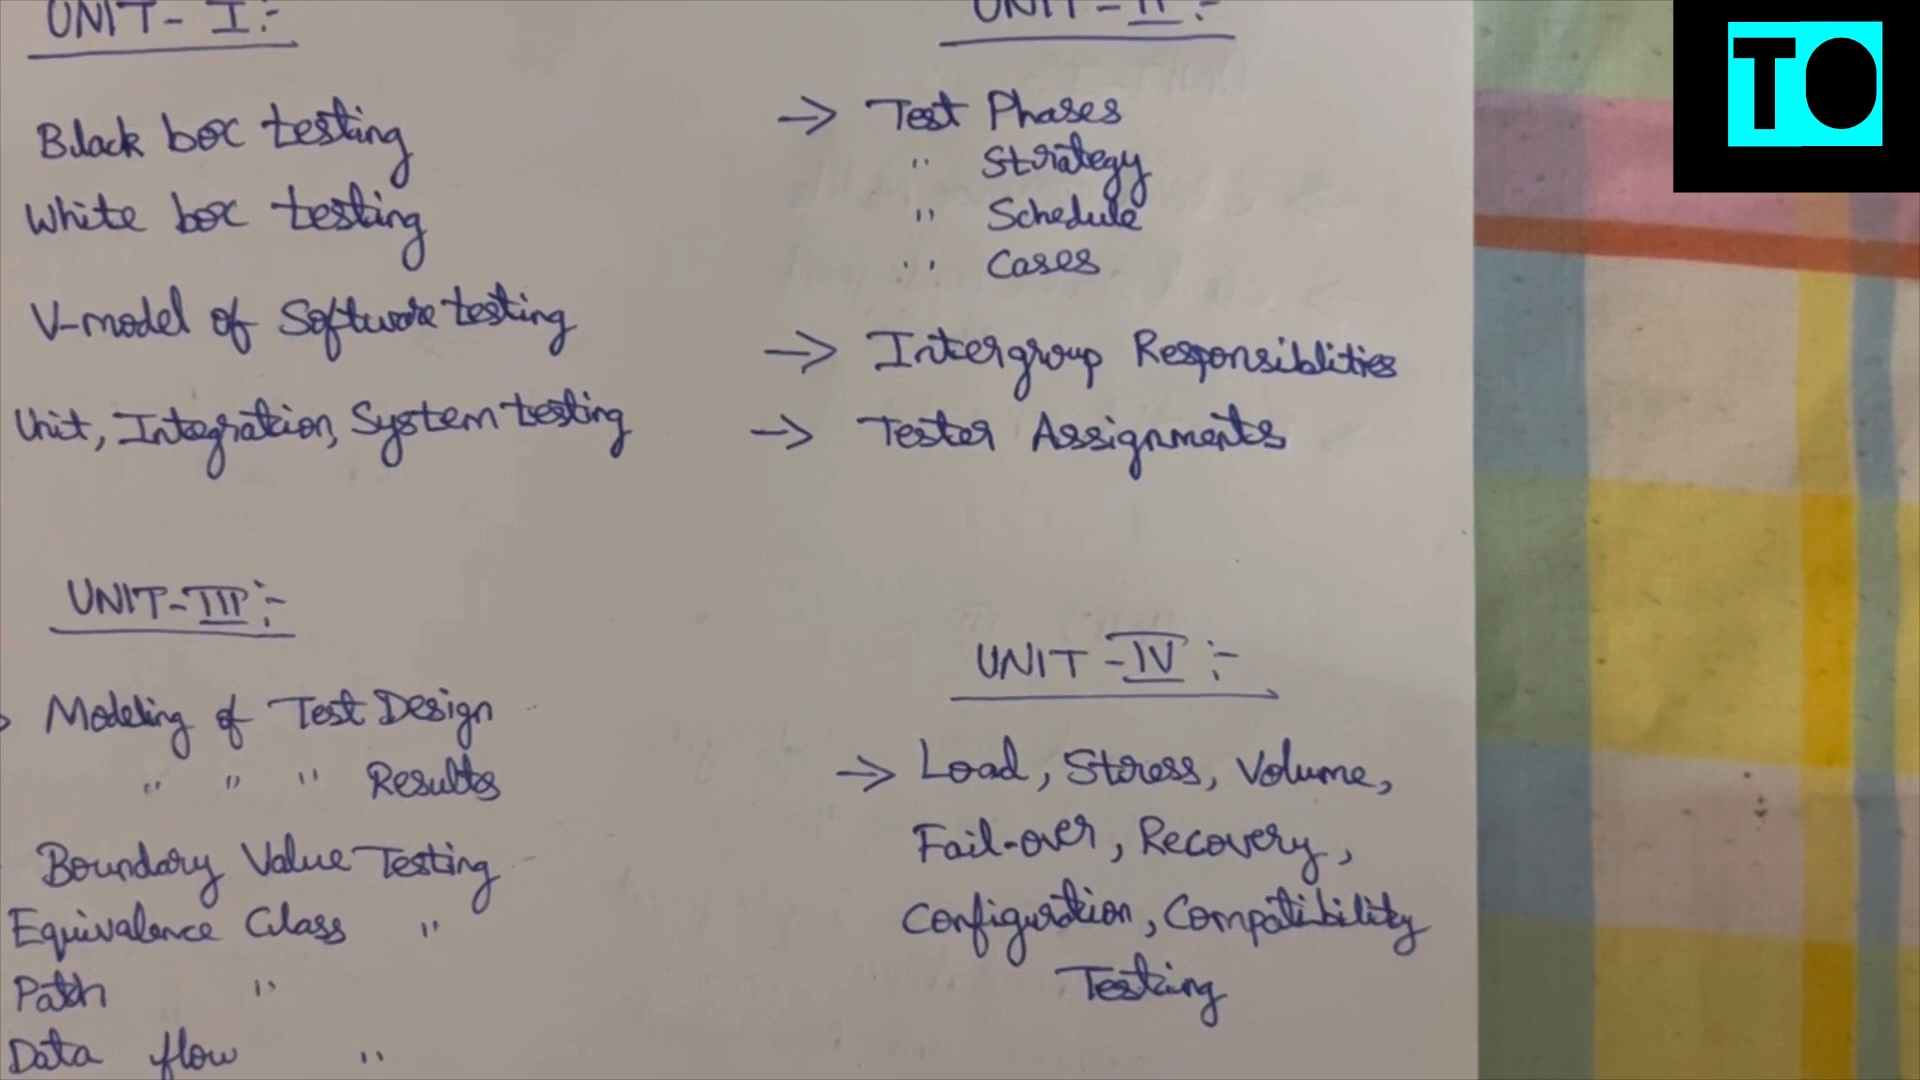 UNIT- I :-
Black box testing
White box testing
V-model of Software testing
Unit, Integration, System testing
UNIT - II :-
→ Test Phases
" Strategy
" Schedule
" Cases
→ Intergroup Responsiblities
→ Tester Assignments
UNIT-III :-
Modeling of Test Design
" " " Results
Boundary Value Testing
Equivalence Class "
Path "
Data flow "
UNIT - IV :-
→ Load, Stress, Volume,
Fail-over, Recovery,
Configuration, Compatibility
Testing
TO